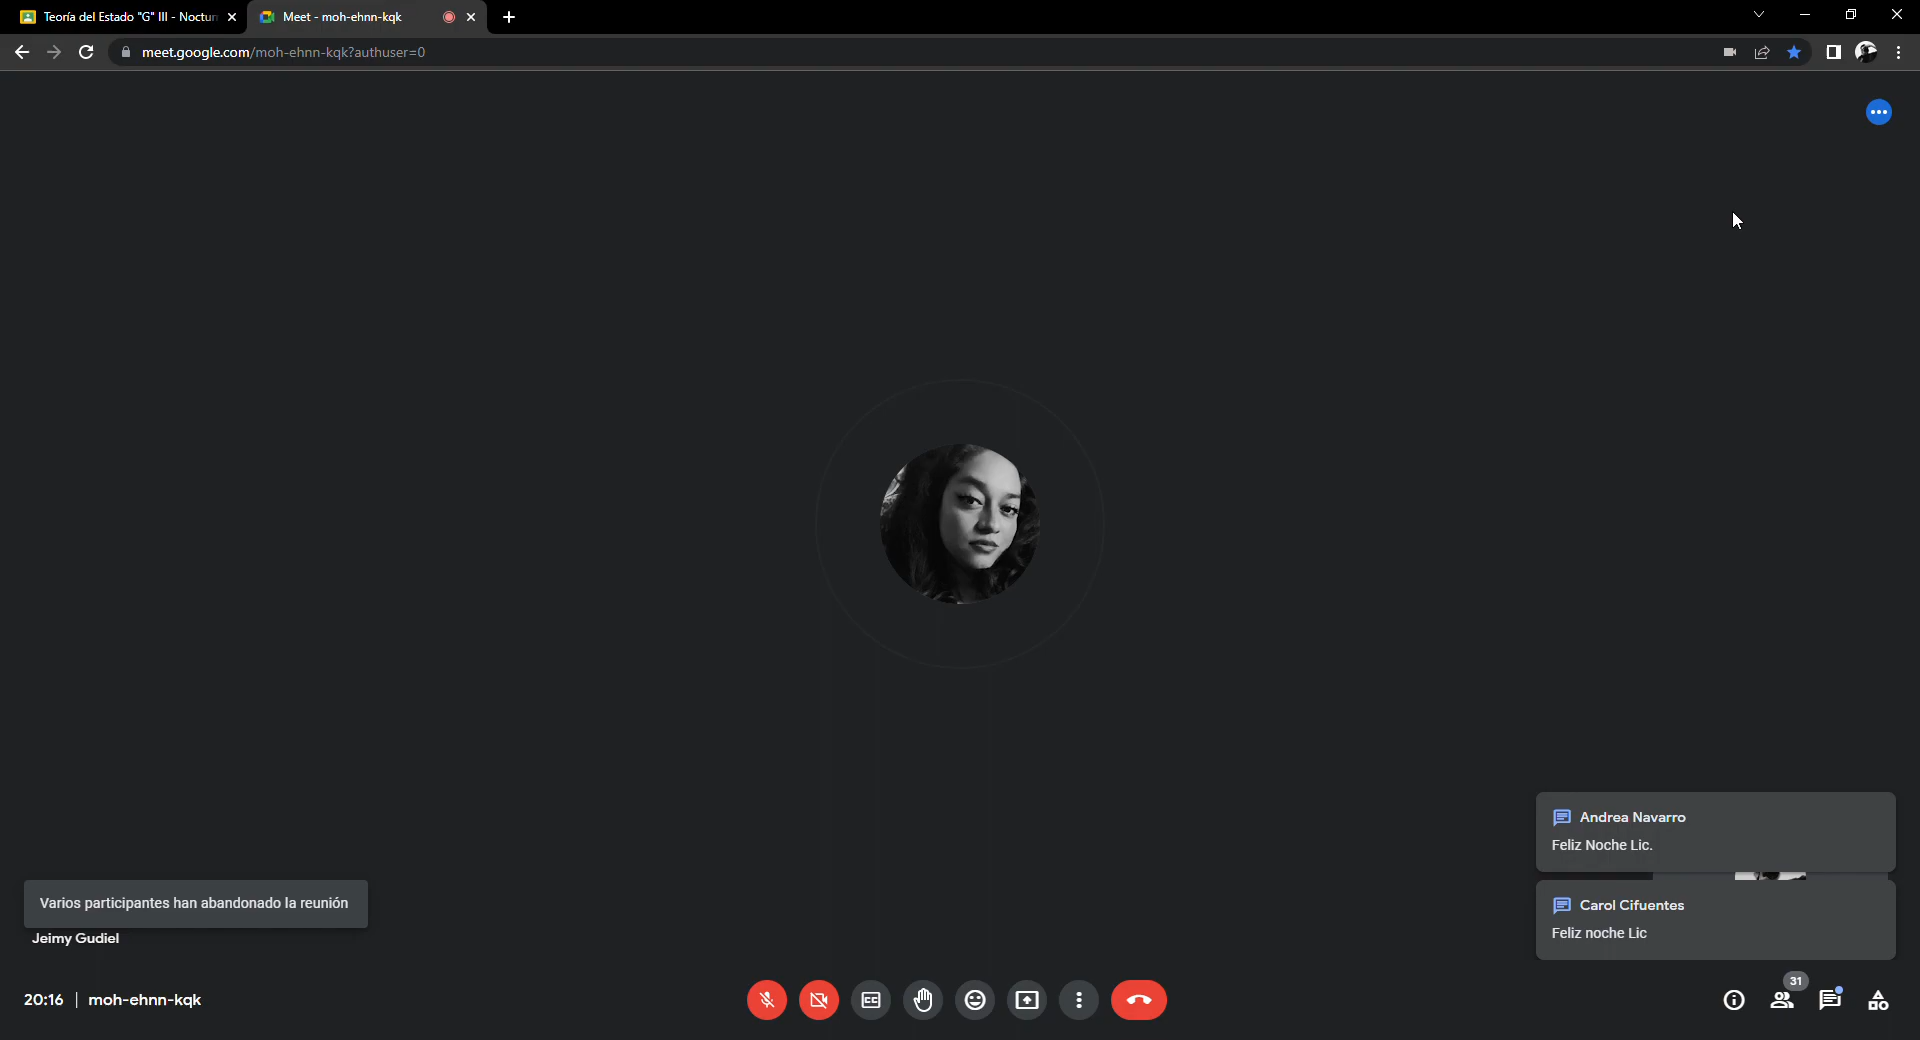 Teoría del Estado "G" III - Noctur
Meet - moh-ehnn-kqk
meet.google.com/moh-ehnn-kqk?authuser=0
Andrea Navarro
Feliz Noche Lic.
Varios participantes han abandonado la reunión
Carol Cifuentes
Feliz noche Lic
Jeimy Gudiel
20:16 | moh-ehnn-kqk
CC
31